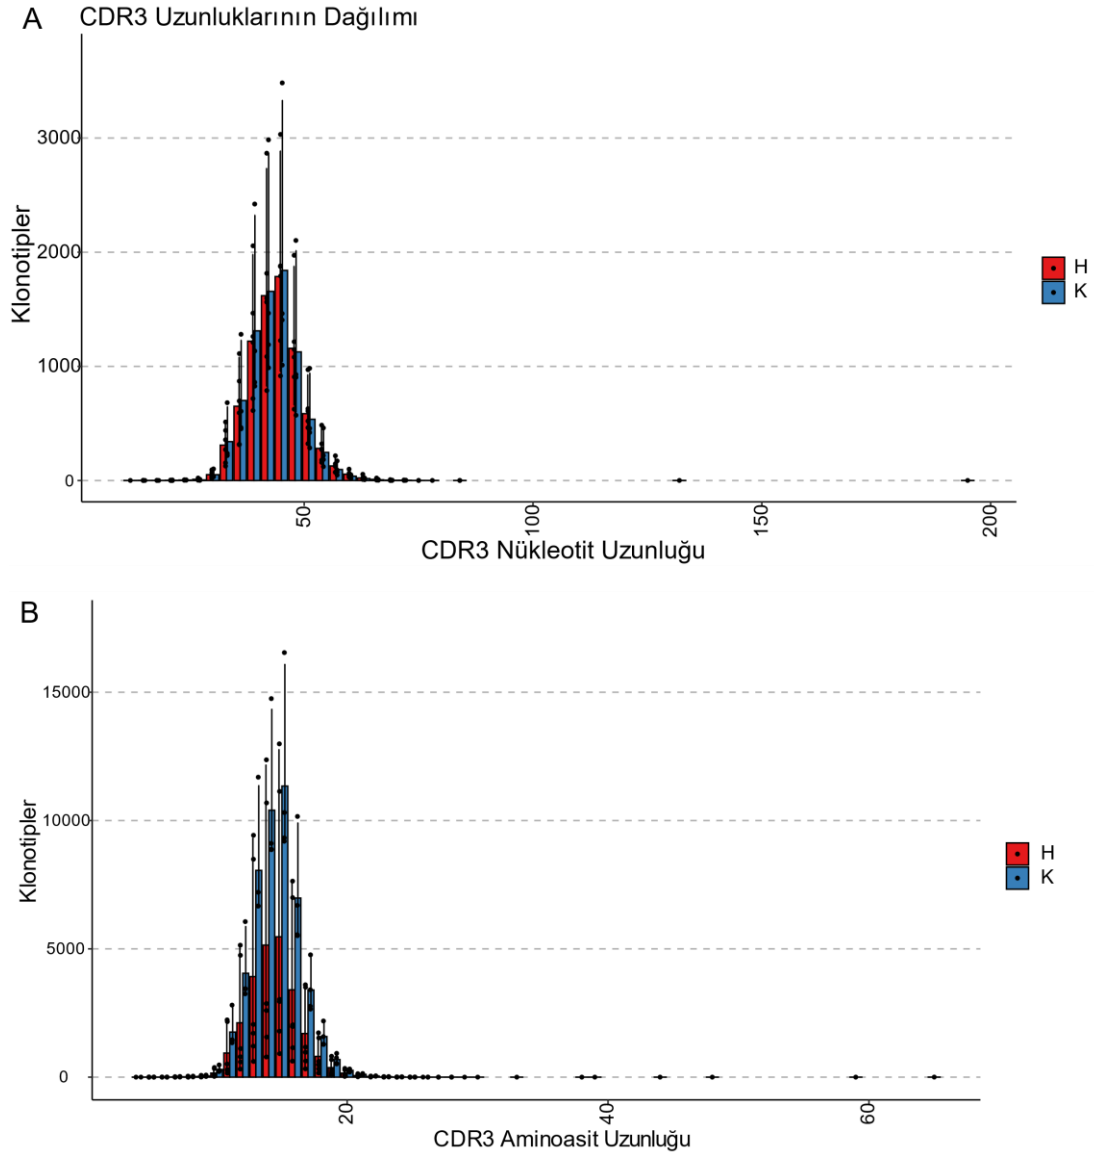 A CDR3 Uzunluklarının Dağılımı
Klonotipler
3000
2000
1000
0
50
100
150
200
CDR3 Nükleotit Uzunluğu
H
K
B
Klonotipler
15000
10000
5000
0
20
40
60
CDR3 Aminoasit Uzunluğu
H
K